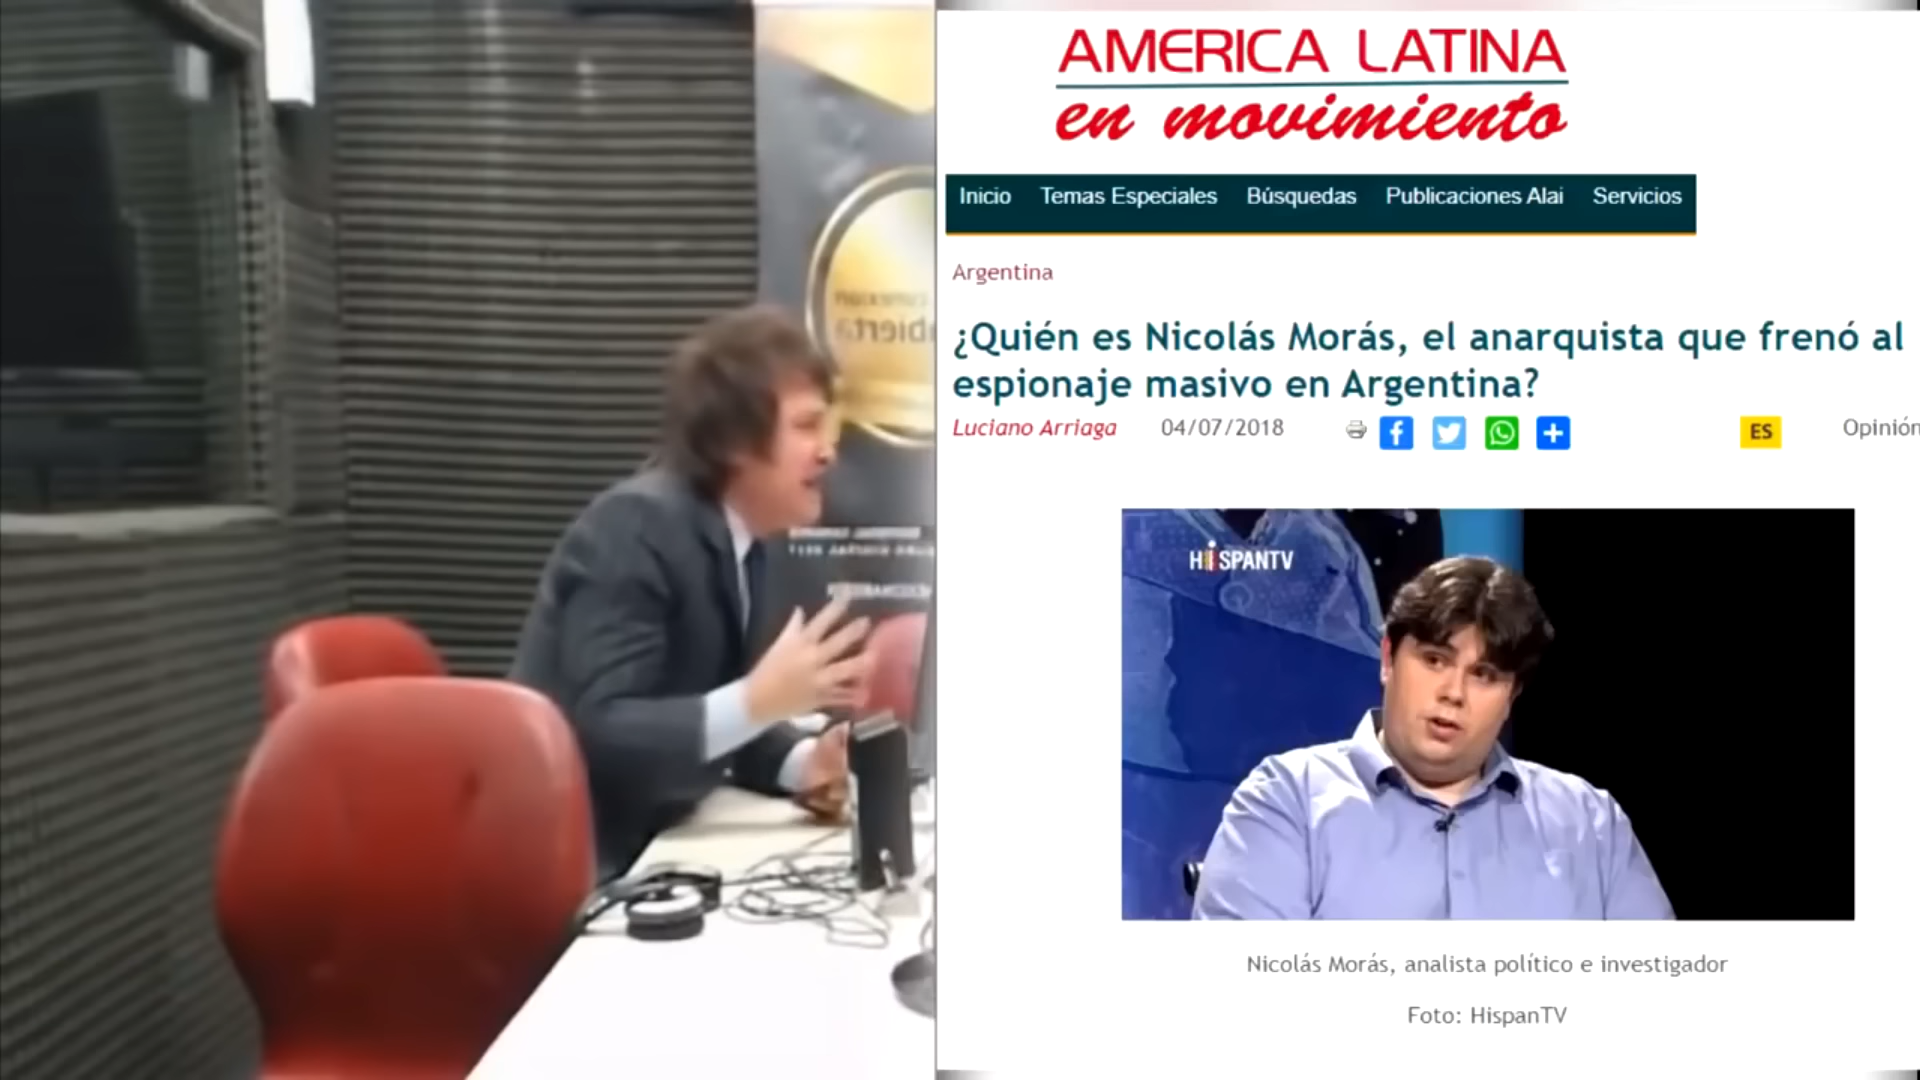 AMERICA LATINA
en movimiento
Inicio Temas Especiales Búsquedas Publicaciones Alai Servicios
Argentina
¿Quién es Nicolás Morás, el anarquista que frenó al
espionaje masivo en Argentina?
Luciano Arriaga 04/07/2018 ES Opinión
HISPANTV
Nicolás Morás, analista político e investigador
Foto: HispanTV